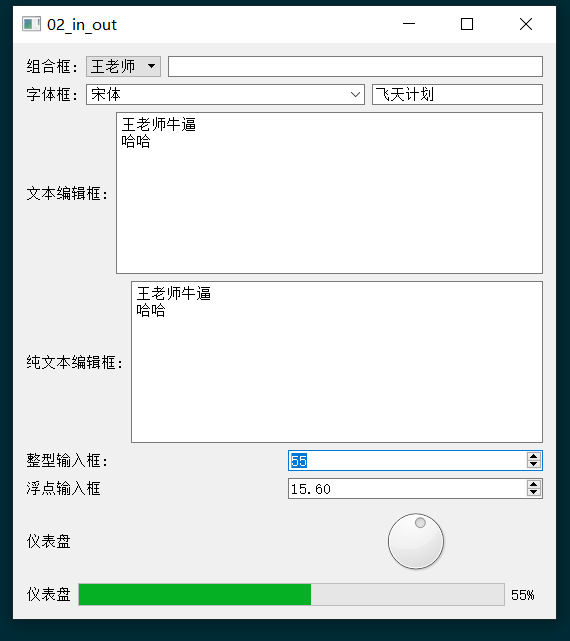 02_in_out
组合框： 王老师
字体框： 宋体 飞天计划
王老师牛逼
哈哈
文本编辑框：
王老师牛逼
哈哈
纯文本编辑框：
整型输入框： 55
浮点输入框 15.60
仪表盘
仪表盘 55%